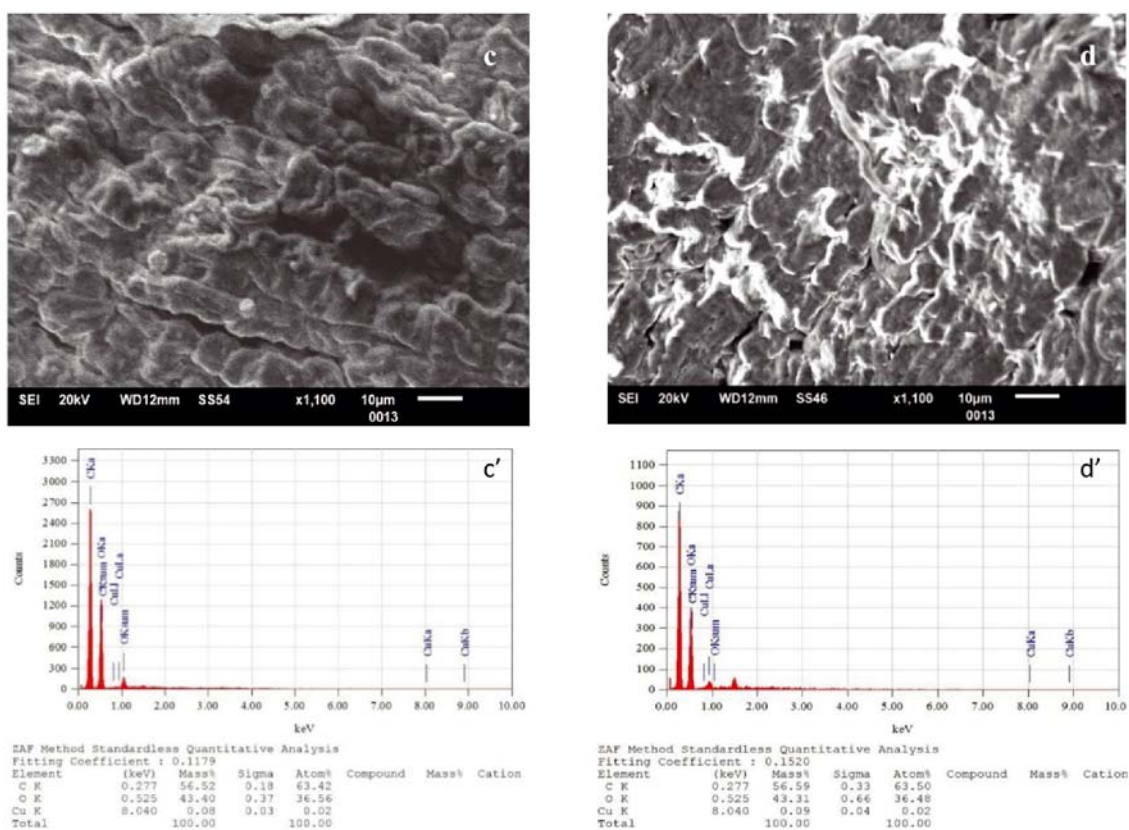 c
SEI 20kV WD12mm SS54 x1,100 10µm
0013
d
SEI 20kV WD12mm SS46 x1,100 10µm
0013
c′
3300
3000
2700
2400
2100
1800
1500
1200
900
600
300
0
Counts
CKa
CKsum OKa
CuLl CuLa
OKsum
CuKa
CuKb
0.00 1.00 2.00 3.00 4.00 5.00 6.00 7.00 8.00 9.00 10.00
keV
ZAF Method Standardless Quantitative Analysis
Fitting Coefficient : 0.1179
Element (keV) Mass% Sigma Atom% Compound Mass% Cation
C K 0.277 56.52 0.18 63.42
O K 0.525 43.40 0.37 36.56
Cu K 8.040 0.08 0.03 0.02
Total 100.00 100.00
d′
1100
1000
900
800
700
600
500
400
300
200
100
0
Counts
CKa
CKsum OKa
CuLl CuLa
OKsum
CuKa
CuKb
0.00 1.00 2.00 3.00 4.00 5.00 6.00 7.00 8.00 9.00 10.00
keV
ZAF Method Standardless Quantitative Analysis
Fitting Coefficient : 0.1520
Element (keV) Mass% Sigma Atom% Compound Mass% Cation
C K 0.277 56.59 0.33 63.50
O K 0.525 43.31 0.66 36.48
Cu K 8.040 0.09 0.04 0.02
Total 100.00 100.00